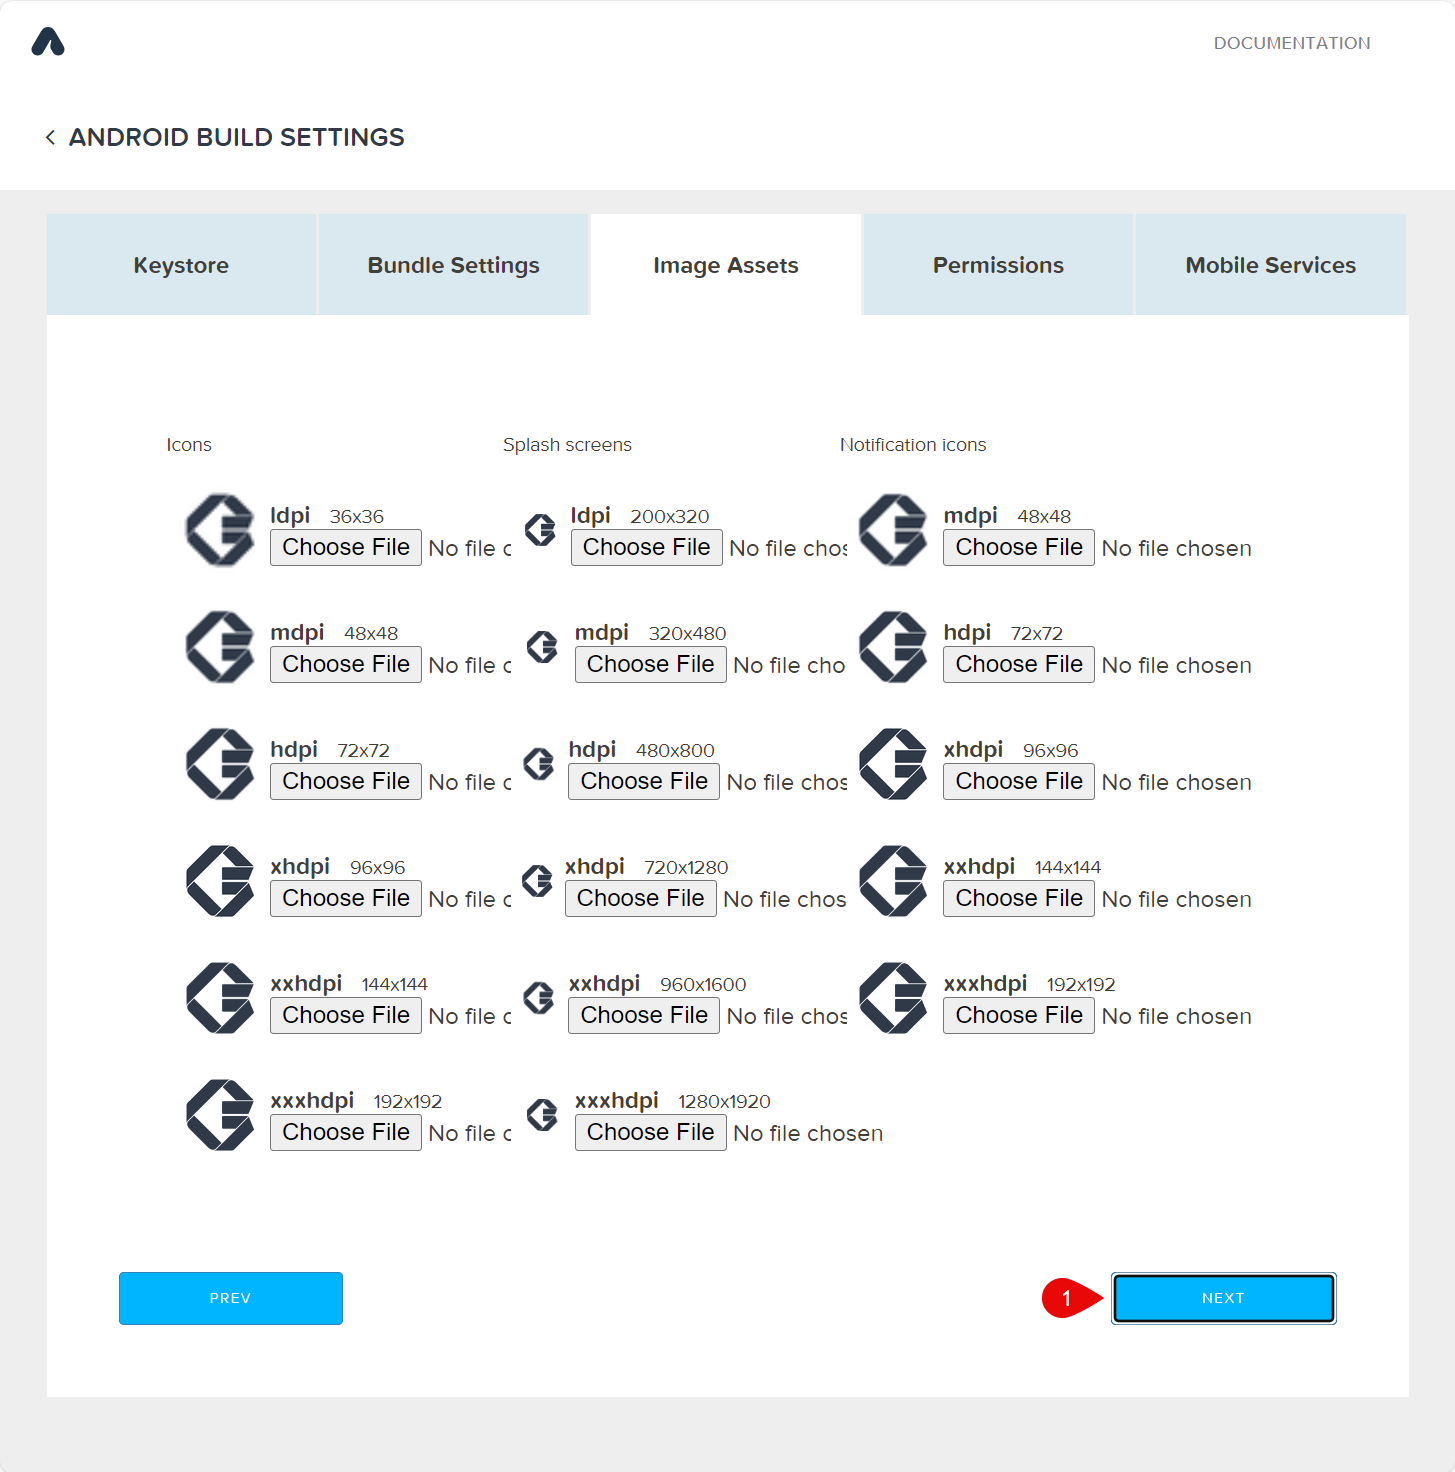 DOCUMENTATION
ANDROID BUILD SETTINGS
Keystore Bundle Settings Image Assets Permissions Mobile Services
Icons Splash screens Notification icons
ldpi 36x36 ldpi 200x320 mdpi 48x48
Choose File No file c Choose File No file chos Choose File No file chosen
mdpi 48x48 mdpi 320x480 hdpi 72x72
Choose File No file c Choose File No file cho Choose File No file chosen
hdpi 72x72 hdpi 480x800 xhdpi 96x96
Choose File No file c Choose File No file chos Choose File No file chosen
xhdpi 96x96 xhdpi 720x1280 xxhdpi 144x144
Choose File No file c Choose File No file chos Choose File No file chosen
xxhdpi 144x144 xxhdpi 960x1600 xxxhdpi 192x192
Choose File No file c Choose File No file chos Choose File No file chosen
xxxhdpi 192x192 xxxhdpi 1280x1920
Choose File No file c Choose File No file chosen
PREV 1 NEXT